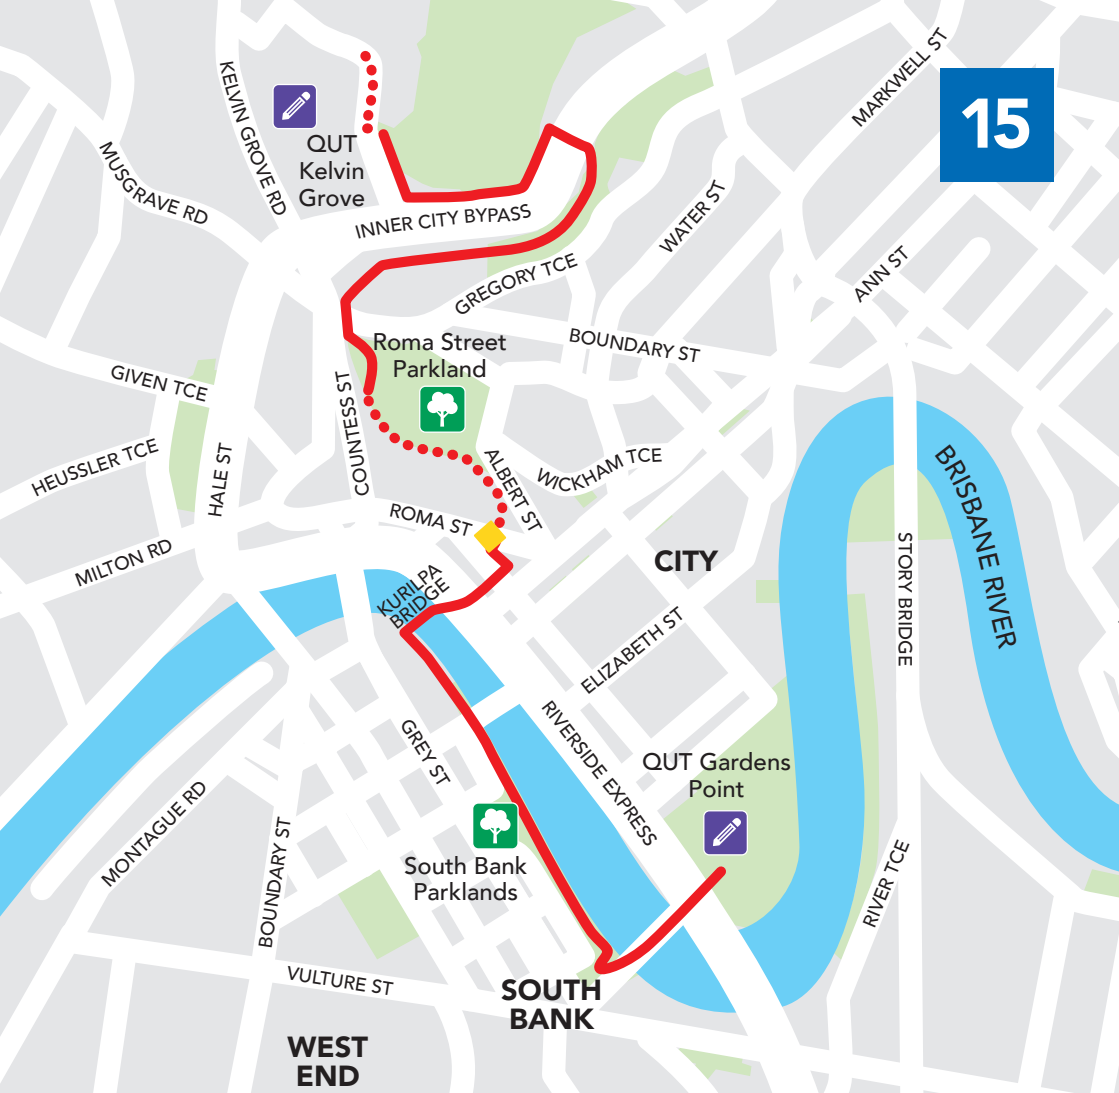 MARKWELL ST
15
KELVIN GROVE RD
QUT
Kelvin
Grove
MUSGRAVE RD
INNER CITY BYPASS
WATER ST
ANN ST
GREGORY TCE
BOUNDARY ST
Roma Street
Parkland
GIVEN TCE
COUNTESS ST
HEUSSLER TCE
HALE ST
ALBERT ST
WICKHAM TCE
ROMA ST
BRISBANE RIVER
MILTON RD
CITY
KURILPA
BRIDGE
STORY BRIDGE
ELIZABETH ST
GREY ST
RIVERSIDE EXPRESS
QUT Gardens
Point
MONTAGUE RD
BOUNDARY ST
South Bank
Parklands
RIVER TCE
VULTURE ST
SOUTH
BANK
WEST
END